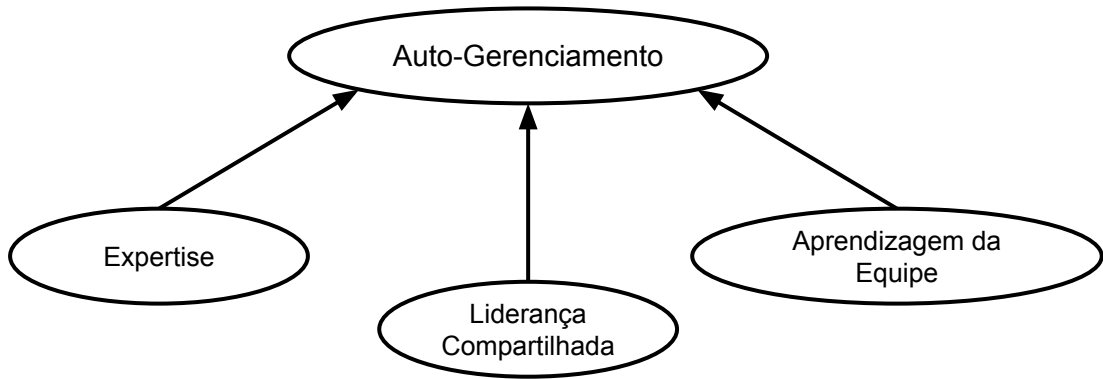 Auto-Gerenciamento
Expertise
Liderança
Compartilhada
Aprendizagem da
Equipe